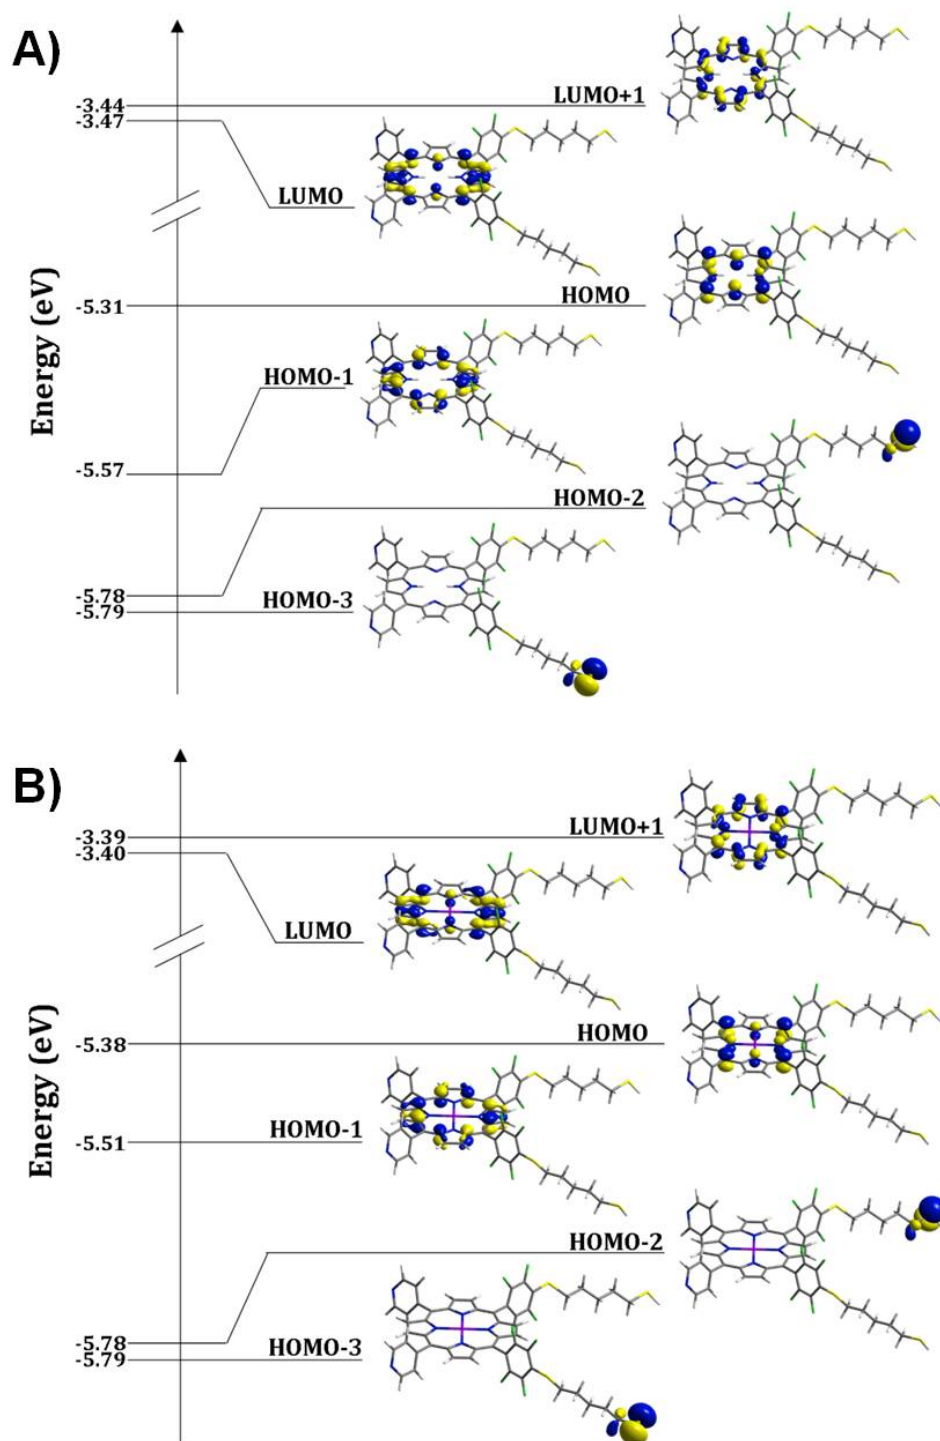 A)
LUMO+1
-3.44
-3.47
LUMO
HOMO
-5.31
HOMO-1
-5.57
HOMO-2
-5.78
HOMO-3
-5.79
Energy (eV)
B)
LUMO+1
-3.39
-3.40
LUMO
HOMO
-5.38
HOMO-1
-5.51
HOMO-2
-5.78
HOMO-3
-5.79
Energy (eV)